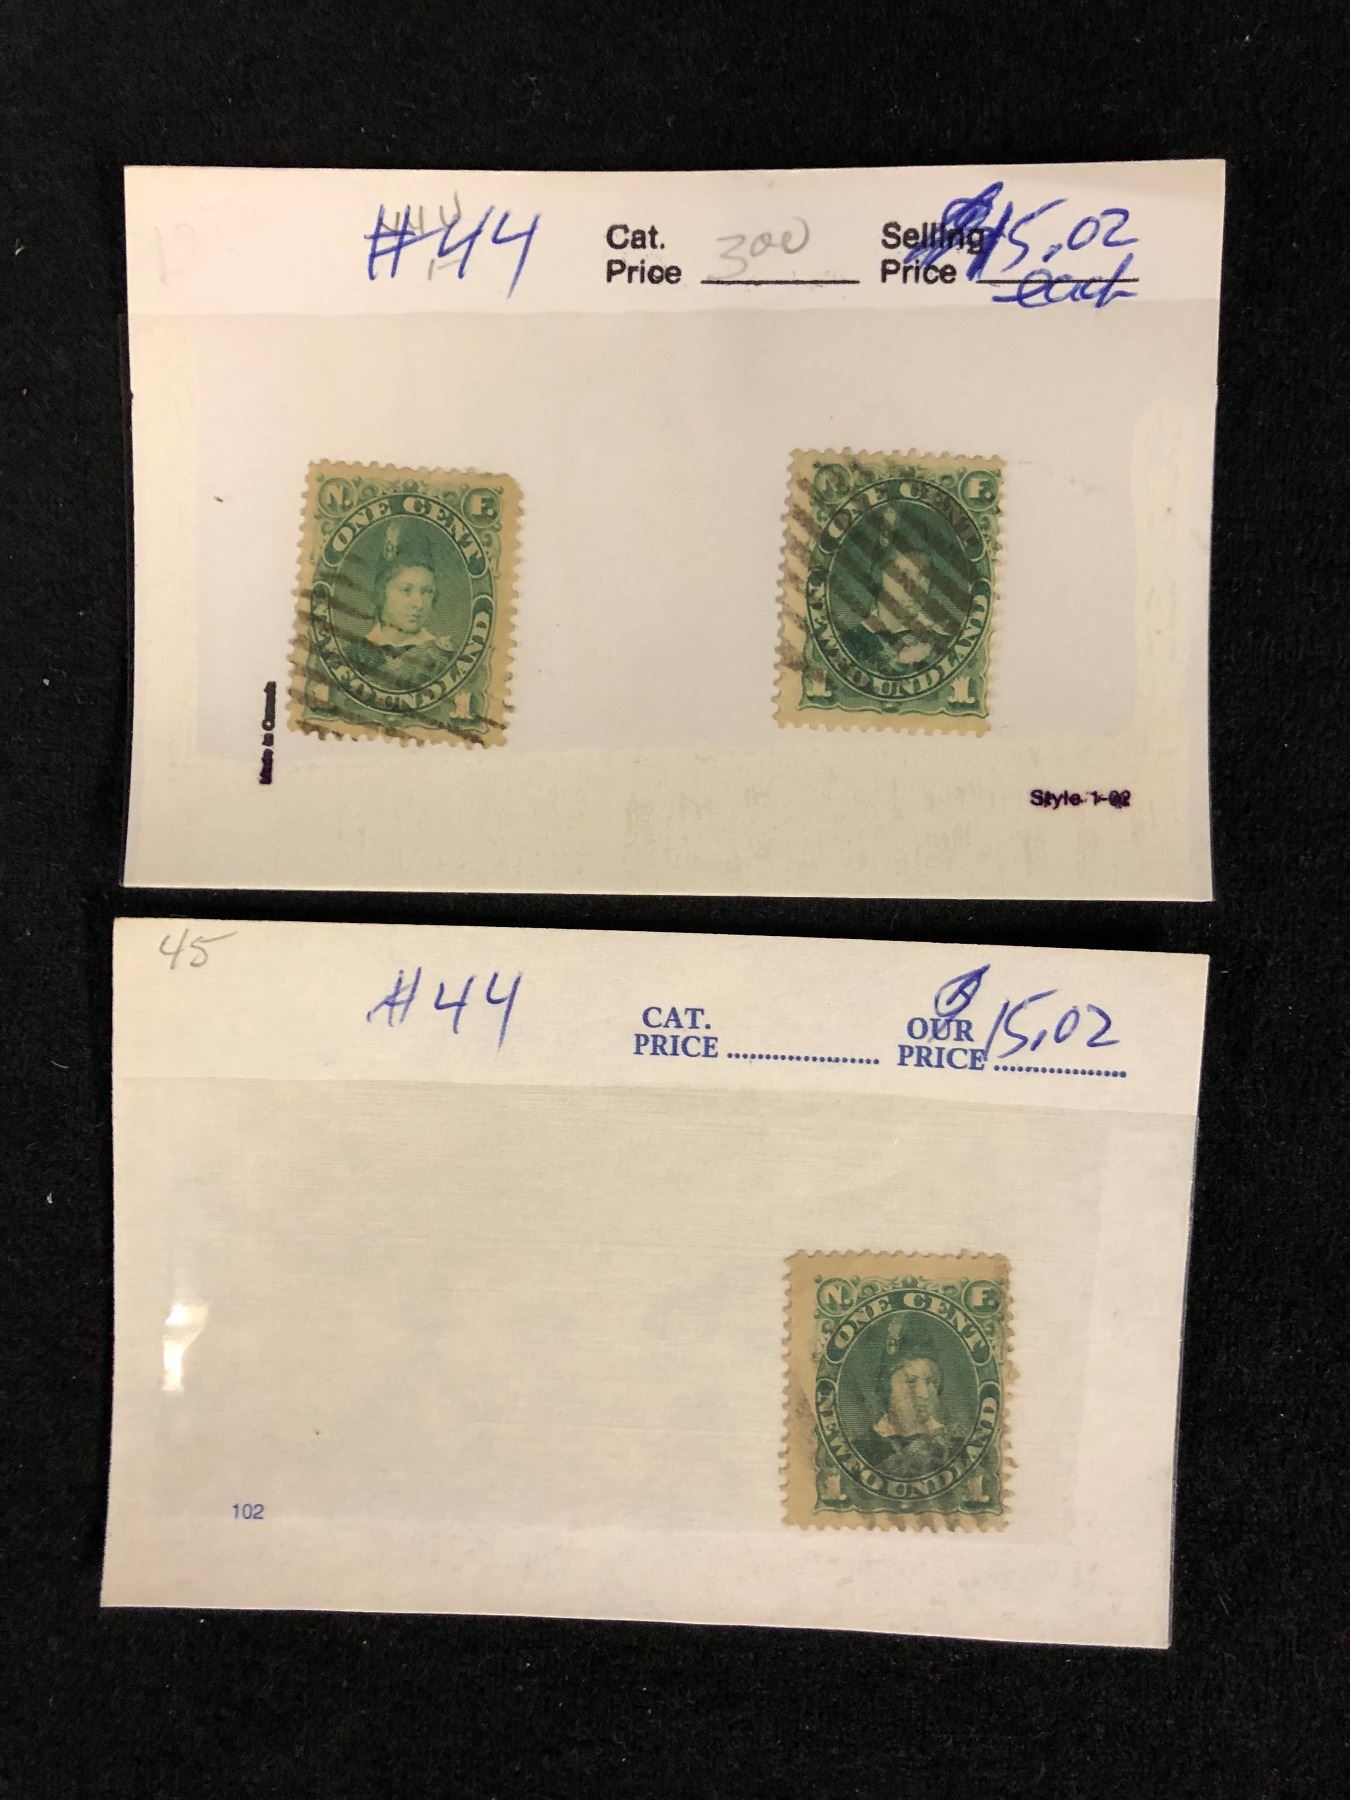 #44
Cat. Price 300
Selling Price $15.02
each
N. F.
ONE CENT
NEWFOUNDLAND
1 1
N. F.
ONE CENT
NEWFOUNDLAND
1 1
Made in Canada
Style 1-02
45
#44
CAT. PRICE ....................
OUR PRICE $15.02
N. F.
ONE CENT
NEWFOUNDLAND
1 1
102